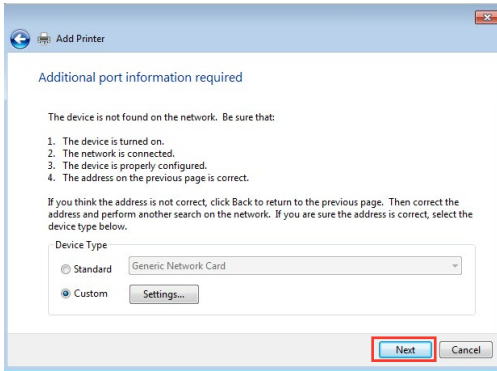 Add Printer
Additional port information required
The device is not found on the network.  Be sure that:
1.  The device is turned on.
2.  The network is connected.
3.  The device is properly configured.
4.  The address on the previous page is correct.
If you think the address is not correct, click Back to return to the previous page.  Then correct the
address and perform another search on the network.  If you are sure the address is correct, select the
device type below.
Device Type
Standard
Generic Network Card
Custom
Settings...
Next
Cancel